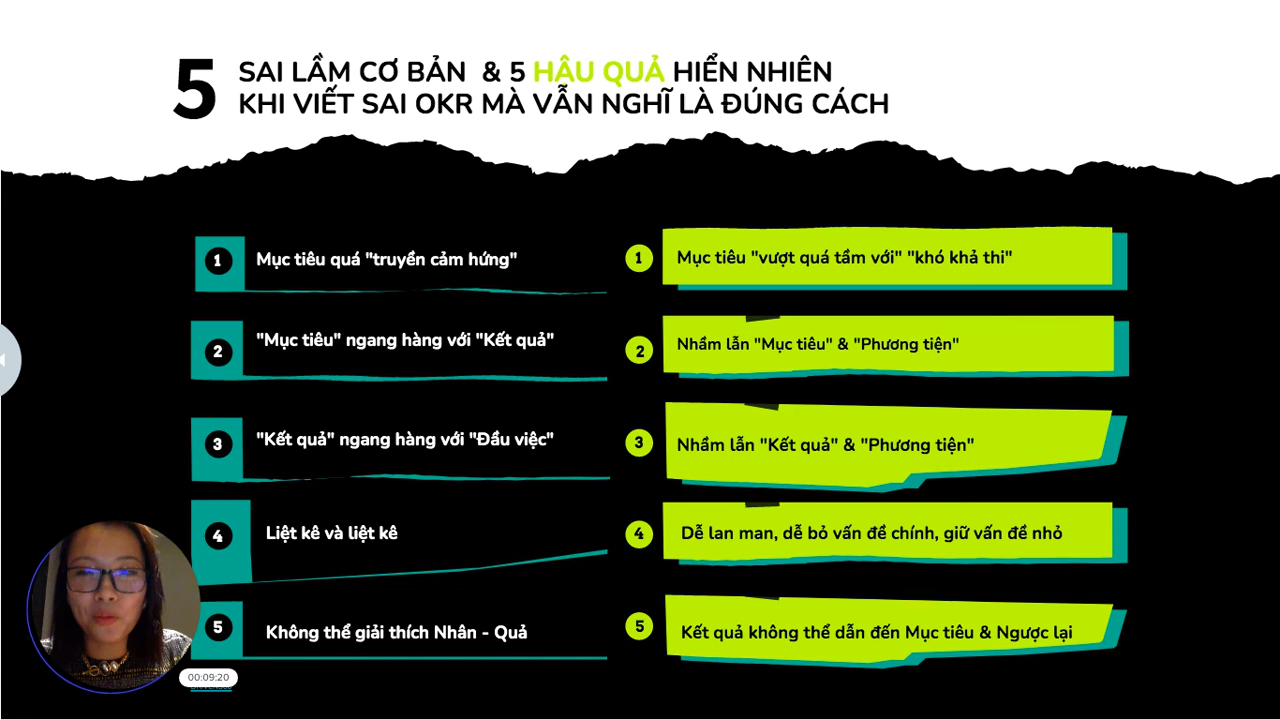 5
SAI LẦM CƠ BẢN & 5 HẬU QUẢ HIỂN NHIÊN
KHI VIẾT SAI OKR MÀ VẪN NGHĨ LÀ ĐÚNG CÁCH
1 Mục tiêu quá "truyền cảm hứng"
1 Mục tiêu "vượt quá tầm với" "khó khả thi"
2 "Mục tiêu" ngang hàng với "Kết quả"
2 Nhầm lẫn "Mục tiêu" & "Phương tiện"
3 "Kết quả" ngang hàng với "Đầu việc"
3 Nhầm lẫn "Kết quả" & "Phương tiện"
4 Liệt kê và liệt kê
4 Dễ lan man, dễ bỏ vấn đề chính, giữ vấn đề nhỏ
5 Không thể giải thích Nhân - Quả
5 Kết quả không thể dẫn đến Mục tiêu & Ngược lại
00:09:20